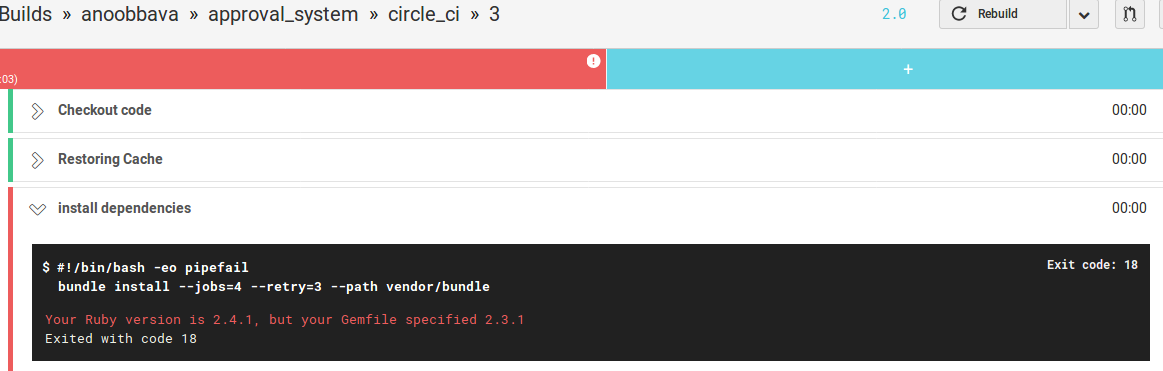 Builds » anoobbava » approval_system » circle_ci » 3
2.0
Rebuild
:03)
+
Checkout code 00:00
Restoring Cache 00:00
install dependencies 00:00
$ #!/bin/bash -eo pipefail Exit code: 18
bundle install --jobs=4 --retry=3 --path vendor/bundle
Your Ruby version is 2.4.1, but your Gemfile specified 2.3.1
Exited with code 18